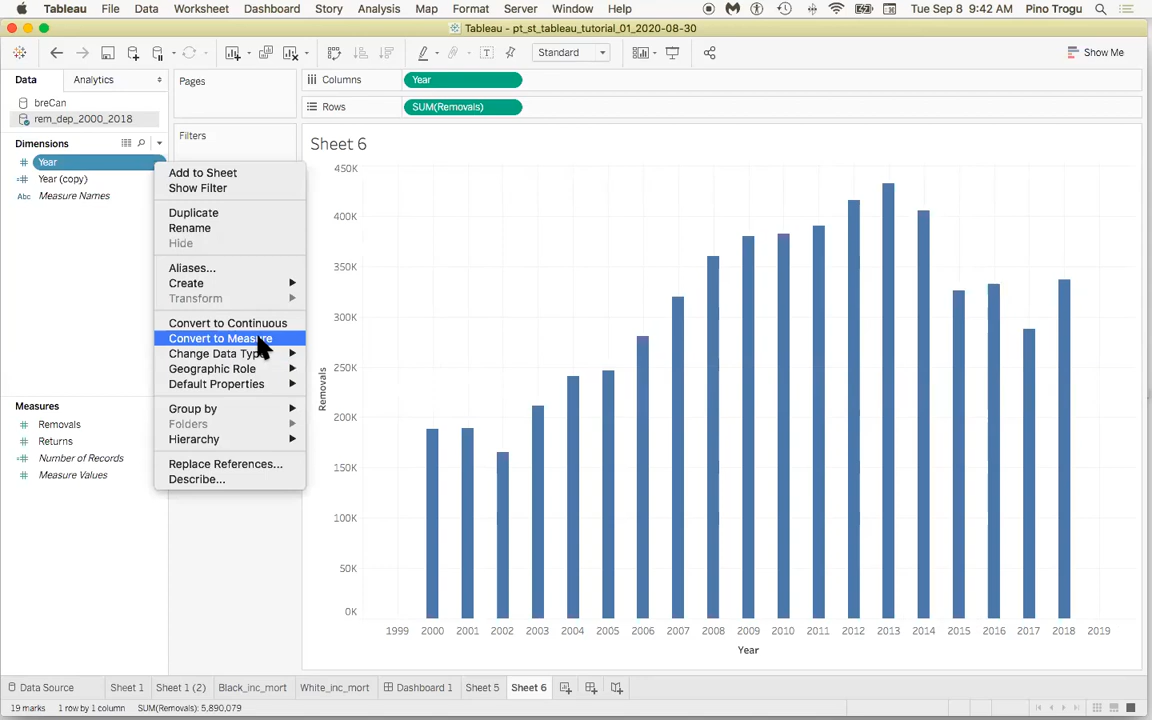 Tableau File Data Worksheet Dashboard Story Analysis Map Format Server Window Help Tue Sep 8 9:42 AM Pino Trogu
Tableau - pt_st_tableau_tutorial_01_2020-08-30
Standard Show Me
Data Analytics
breCan
rem_dep_2000_2018
Dimensions
Year
Year (copy)
Abc Measure Names
Measures
Removals
Returns
Number of Records
Measure Values
Pages
Filters
Columns Year
Rows SUM(Removals)
Add to Sheet
Show Filter
Duplicate
Rename
Hide
Aliases...
Create
Transform
Convert to Continuous
Convert to Measure
Change Data Type
Geographic Role
Default Properties
Group by
Folders
Hierarchy
Replace References...
Describe...
Sheet 6
450K
400K
350K
300K
250K
200K
150K
100K
50K
0K
Removals
1999 2000 2001 2002 2003 2004 2005 2006 2007 2008 2009 2010 2011 2012 2013 2014 2015 2016 2017 2018 2019
Year
Data Source Sheet 1 Sheet 1 (2) Black_inc_mort White_inc_mort Dashboard 1 Sheet 5 Sheet 6
19 marks 1 row by 1 column SUM(Removals): 5,890,079